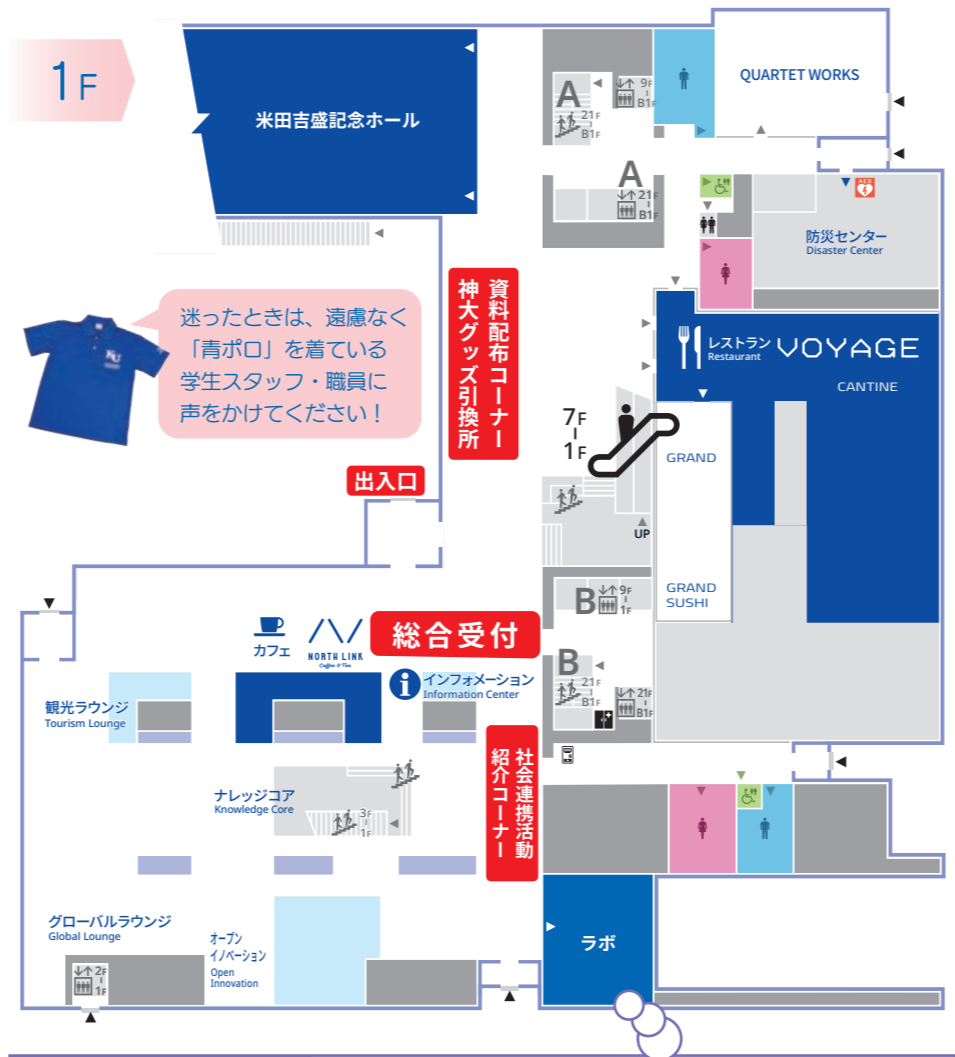 1F
米田吉盛記念ホール
QUARTET WORKS
A
9F
B1F
21F
B1F
A
21F
B1F
AED
防災センター
Disaster Center
資料配布コーナー
神大グッズ引換所
迷ったときは、遠慮なく
「青ポロ」を着ている
学生スタッフ・職員に
声をかけてください！
KU
レストラン
Restaurant
VOYAGE
CANTINE
7F
1F
GRAND
出入口
UP
GRAND
SUSHI
B
9F
1F
総合受付
カフェ
NORTH LINK
Coffee & Tea
B
21F
B1F
21F
B1F
i
インフォメーション
Information Center
観光ラウンジ
Tourism Lounge
社会連携活動
紹介コーナー
ナレッジコア
Knowledge Core
3F
1F
グローバルラウンジ
Global Lounge
オープン
イノベーション
Open
Innovation
2F
1F
ラボ